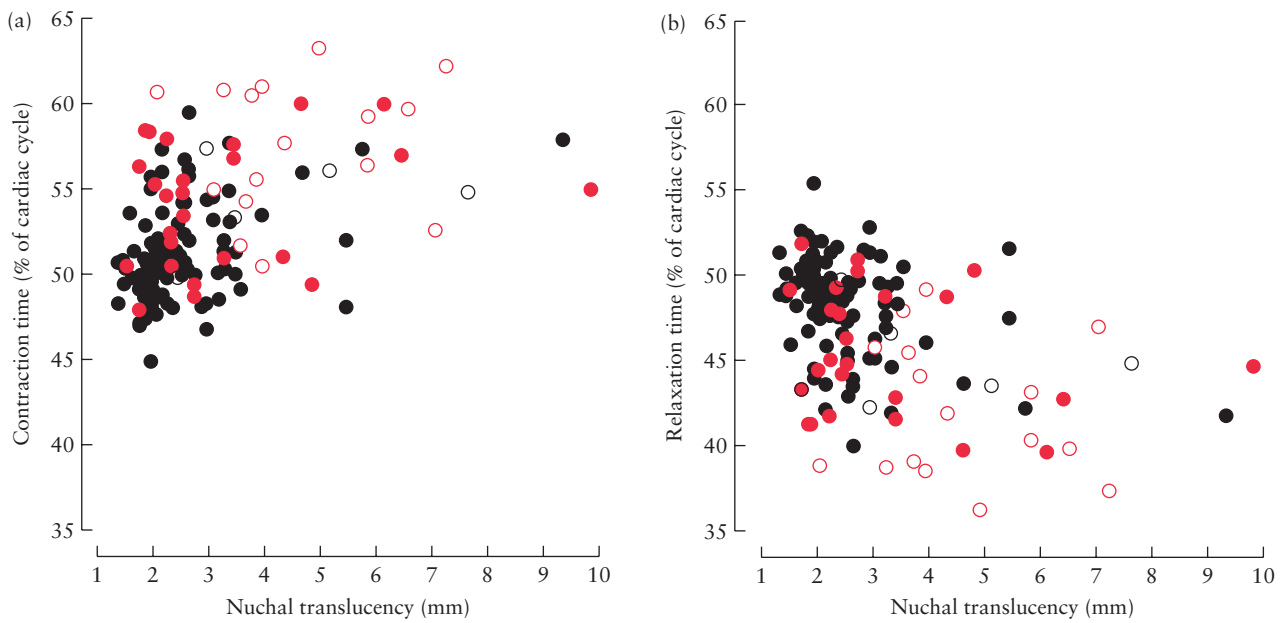 (a)
65
60
55
50
45
40
35
Contraction time (% of cardiac cycle)
1 2 3 4 5 6 7 8 9 10
Nuchal translucency (mm)
(b)
65
60
55
50
45
40
35
Relaxation time (% of cardiac cycle)
1 2 3 4 5 6 7 8 9 10
Nuchal translucency (mm)